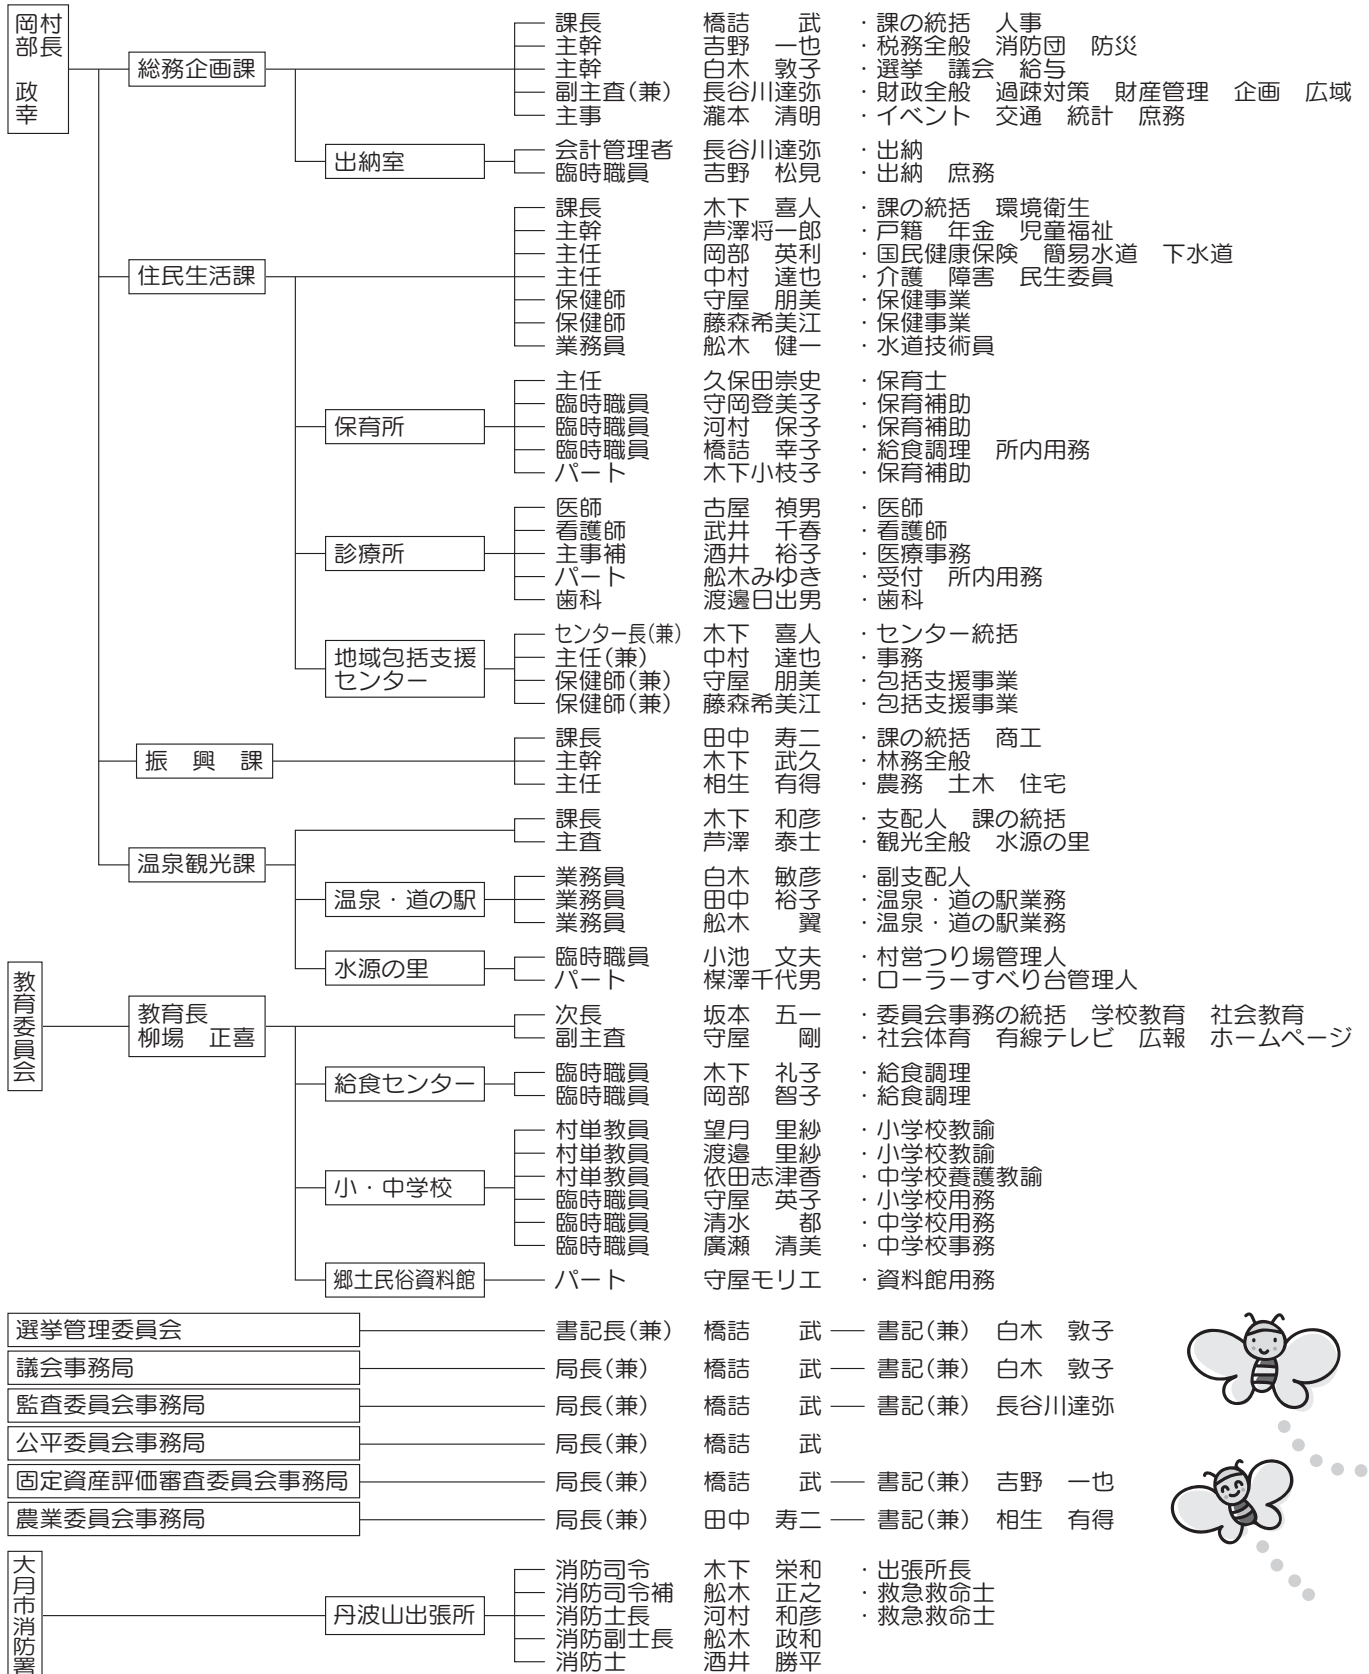 村長
岡部　政幸
総務企画課
課長　橋詰　武　・課の統括　人事
主幹　吉野　一也　・税務全般　消防団　防災
主幹　白木　敦子　・選挙　議会　給与
副主査(兼)　長谷川達弥　・財政全般　過疎対策　財産管理　企画　広域
主事　瀧本　清明　・イベント　交通　統計　庶務
出納室
会計管理者　長谷川達弥　・出納
臨時職員　吉野　松見　・出納　庶務
住民生活課
課長　木下　喜人　・課の統括　環境衛生
主幹　芦澤将一郎　・戸籍　年金　児童福祉
主任　岡部　英利　・国民健康保険　簡易水道　下水道
主任　中村　達也　・介護　障害　民生委員
保健師　守屋　朋美　・保健事業
保健師　藤森希美江　・保健事業
業務員　舩木　健一　・水道技術員
保育所
主任　久保田崇史　・保育士
臨時職員　守岡登美子　・保育補助
臨時職員　河村　保子　・保育補助
臨時職員　橋詰　幸子　・給食調理　所内用務
パート　木下小枝子　・保育補助
診療所
医師　古屋　禎男　・医師
看護師　武井　千春　・看護師
主事補　酒井　裕子　・医療事務
パート　舩木みゆき　・受付　所内用務
歯科　渡邊日出男　・歯科
地域包括支援
センター
センター長(兼)　木下　喜人　・センター統括
主任(兼)　中村　達也　・事務
保健師(兼)　守屋　朋美　・包括支援事業
保健師(兼)　藤森希美江　・包括支援事業
振　興　課
課長　田中　寿二　・課の統括　商工
主幹　木下　武久　・林務全般
主任　相生　有得　・農務　土木　住宅
温泉観光課
課長　木下　和彦　・支配人　課の統括
主査　芦澤　泰士　・観光全般　水源の里
温泉・道の駅
業務員　白木　敏彦　・副支配人
業務員　田中　裕子　・温泉・道の駅業務
業務員　舩木　翼　・温泉・道の駅業務
水源の里
臨時職員　小池　文夫　・村営つり場管理人
パート　楳澤千代男　・ローラーすべり台管理人
教育委員会
教育長
柳場　正喜
次長　坂本　五一　・委員会事務の統括　学校教育　社会教育
副主査　守屋　剛　・社会体育　有線テレビ　広報　ホームページ
給食センター
臨時職員　木下　礼子　・給食調理
臨時職員　岡部　智子　・給食調理
小・中学校
村単教員　望月　里紗　・小学校教諭
村単教員　渡邉　里紗　・小学校教諭
村単教員　依田志津香　・中学校養護教諭
臨時職員　守屋　英子　・小学校用務
臨時職員　清水　都　・中学校用務
臨時職員　廣瀬　清美　・中学校事務
郷土民俗資料館
パート　守屋モリエ　・資料館用務
選挙管理委員会　書記長(兼)　橋詰　武 ― 書記(兼)　白木　敦子
議会事務局　局長(兼)　橋詰　武 ― 書記(兼)　白木　敦子
監査委員会事務局　局長(兼)　橋詰　武 ― 書記(兼)　長谷川達弥
公平委員会事務局　局長(兼)　橋詰　武
固定資産評価審査委員会事務局　局長(兼)　橋詰　武 ― 書記(兼)　吉野　一也
農業委員会事務局　局長(兼)　田中　寿二 ― 書記(兼)　相生　有得
大月市消防署
丹波山出張所
消防司令　木下　栄和　・出張所長
消防司令補　舩木　正之　・救急救命士
消防士長　河村　和彦　・救急救命士
消防副士長　舩木　政和
消防士　酒井　勝平